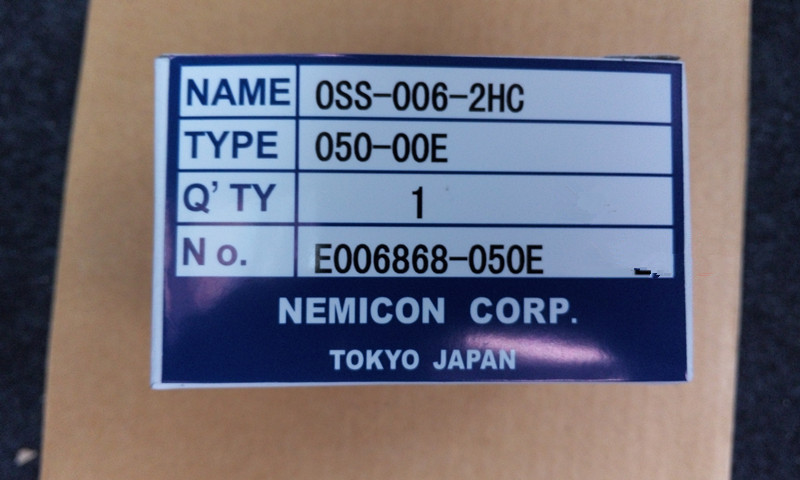 NAME OSS-006-2HC
TYPE 050-00E
Q'TY 1
No. E006868-050E
NEMICON CORP.
TOKYO JAPAN